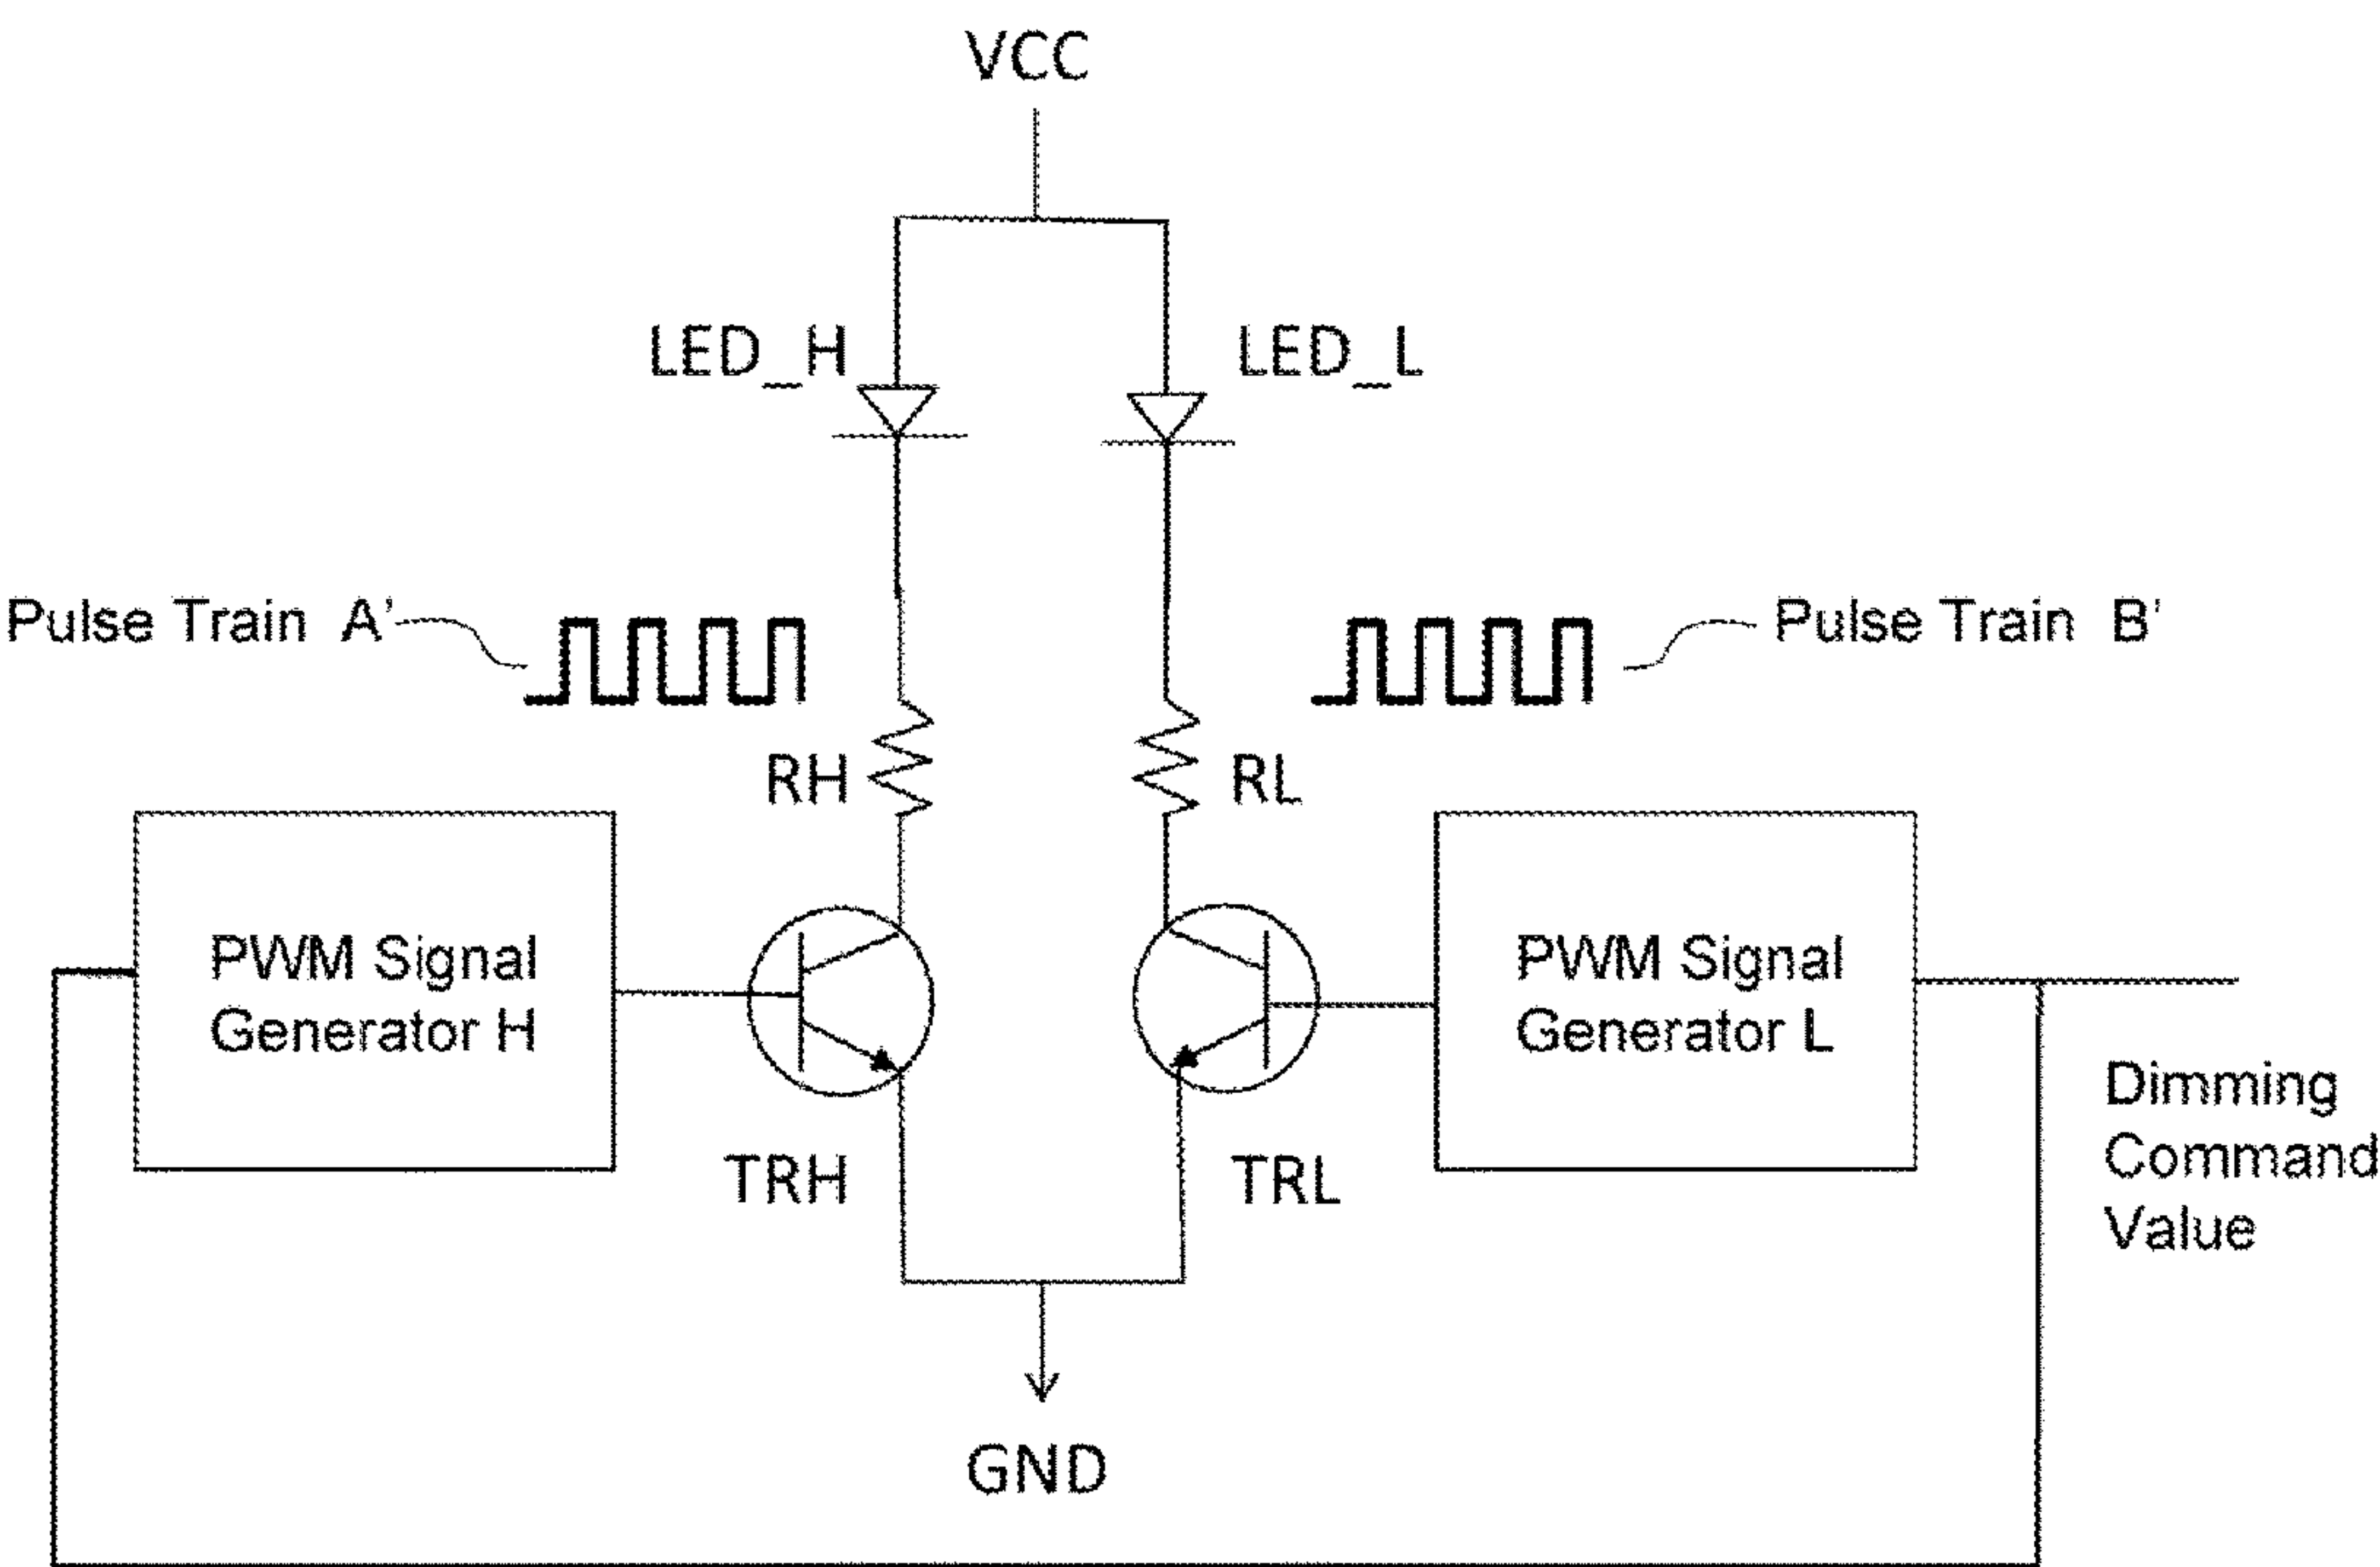 VCC
LED_H
LED_L
Pulse Train A'
Pulse Train B'
RH
RL
PWM Signal
Generator H
PWM Signal
Generator L
TRH
TRL
Dimming
Command
Value
GND